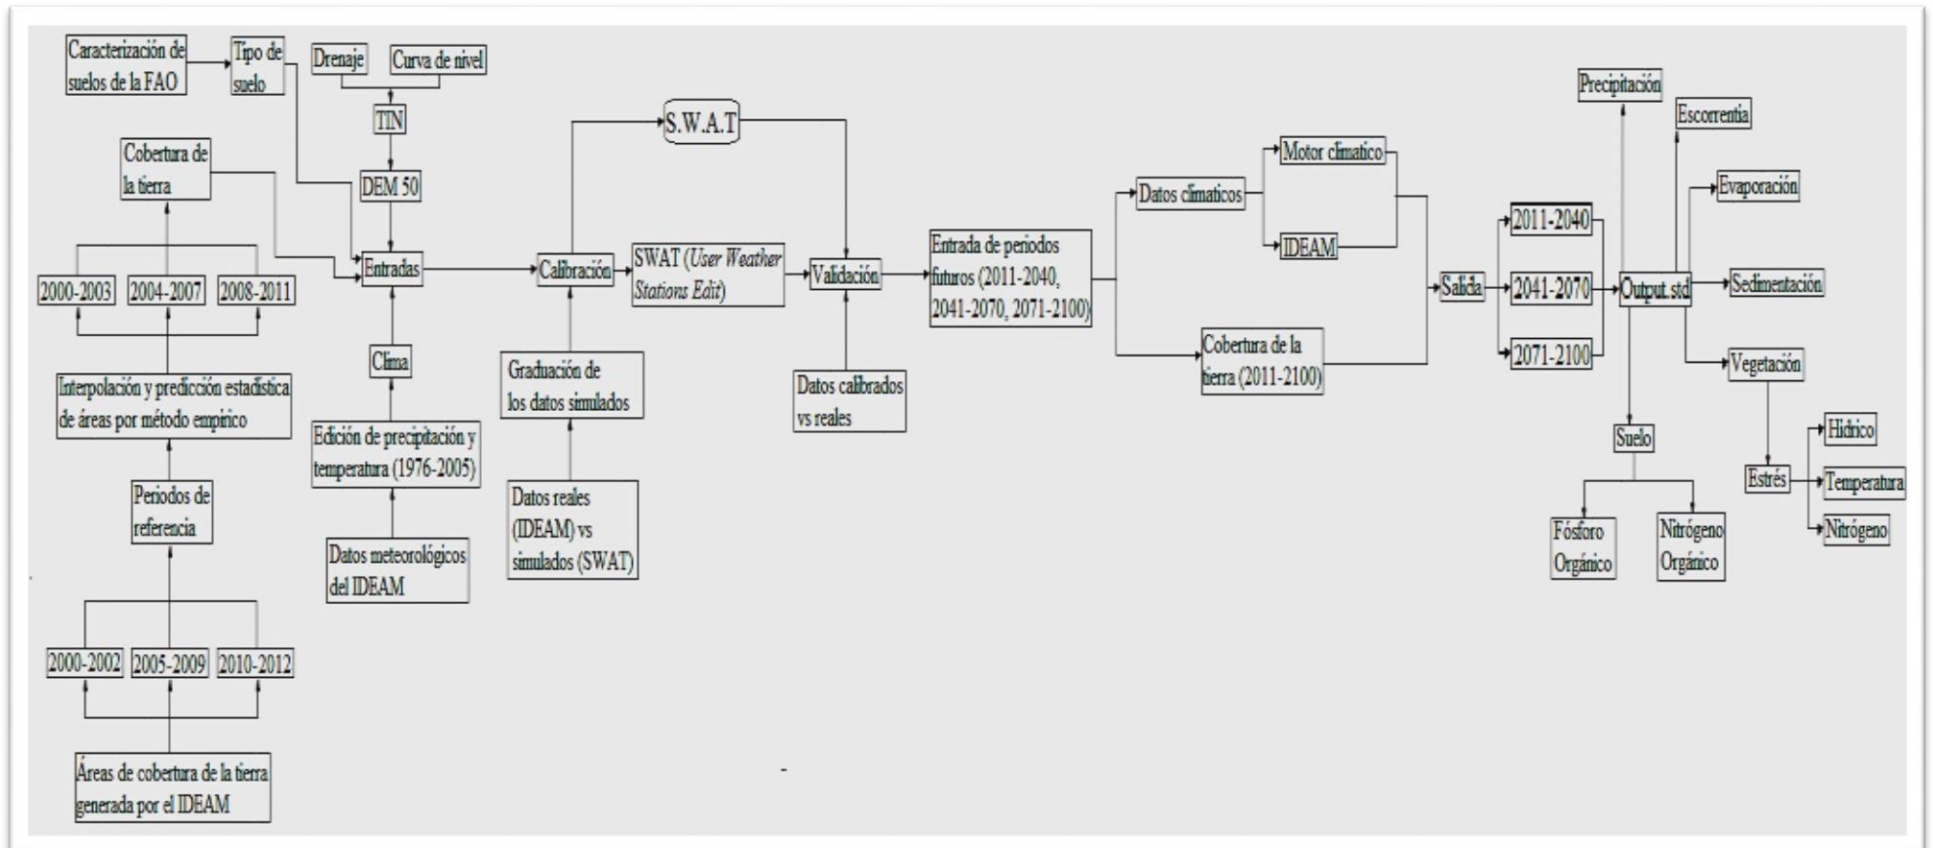 Caracterización de
suelos de la FAO
Tipo de
suelo
Drenaje
Curva de nivel
TIN
DEM 50
Cobertura de
la tierra
2000-2003
2004-2007
2008-2011
Interpolación y predicción estadística
de áreas por método empirico
Periodos de
referencia
2000-2002
2005-2009
2010-2012
Áreas de cobertura de la tierra
generada por el IDEAM
Entradas
Clima
Edición de precipitación y
temperatura (1976-2005)
Datos meteorológicos
del IDEAM
Calibración
Graduación de
los datos simulados
Datos reales
(IDEAM) vs
simulados (SWAT)
S.W.A.T
SWAT (User Weather
Stations Edit)
Validación
Datos calibrados
vs reales
Entrada de periodos
futuros (2011-2040,
2041-2070, 2071-2100)
Datos climaticos
Motor climatico
IDEAM
Cobertura de la
tierra (2011-2100)
Salida
2011-2040
2041-2070
2071-2100
Output.std
Precipitación
Escorrentia
Evaporación
Sedimentación
Vegetación
Estrés
Hidrico
Temperatura
Nitrógeno
Suelo
Fósforo
Orgánico
Nitrógeno
Orgánico